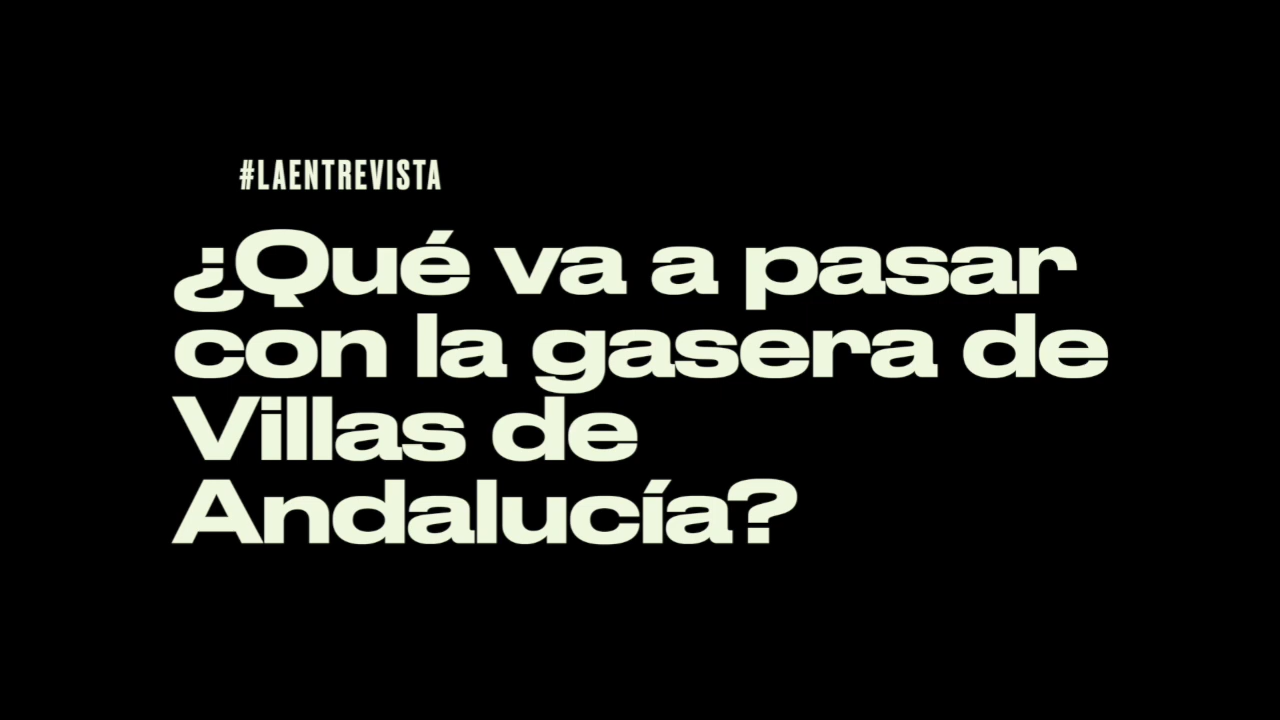 #LAENTREVISTA
¿Qué va a pasar
con la gasera de
Villas de
Andalucía?